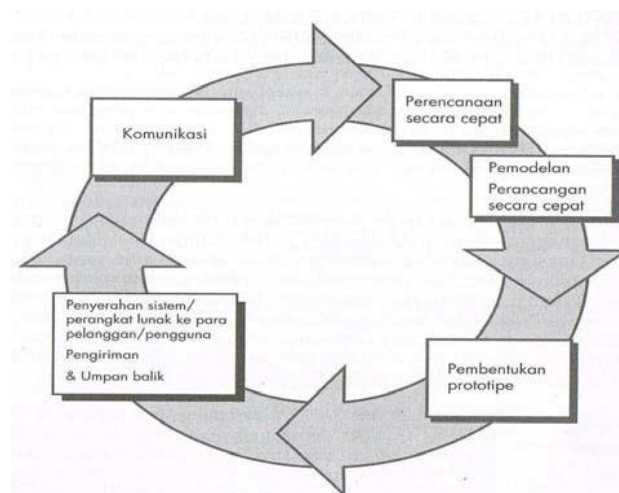 Komunikasi
Perencanaan
secara cepat
Pemodelan
Perancangan
secara cepat
Pembentukan
prototipe
Penyerahan sistem/
perangkat lunak ke para
pelanggan/pengguna
Pengiriman
& Umpan balik